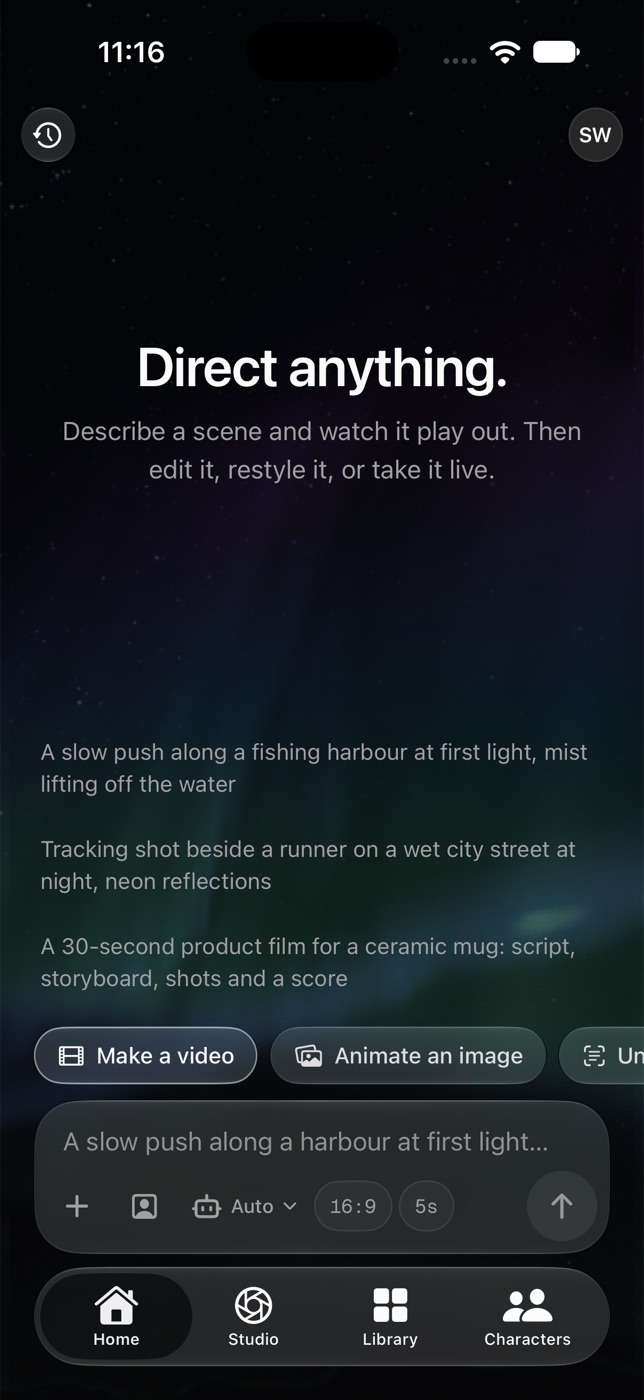 11:16
SW
Direct anything.
Describe a scene and watch it play out. Then
edit it, restyle it, or take it live.
A slow push along a fishing harbour at first light, mist
lifting off the water
Tracking shot beside a runner on a wet city street at
night, neon reflections
A 30-second product film for a ceramic mug: script,
storyboard, shots and a score
Make a video
Animate an image
Un
A slow push along a harbour at first light...
Auto
16:9
5s
Home
Studio
Library
Characters